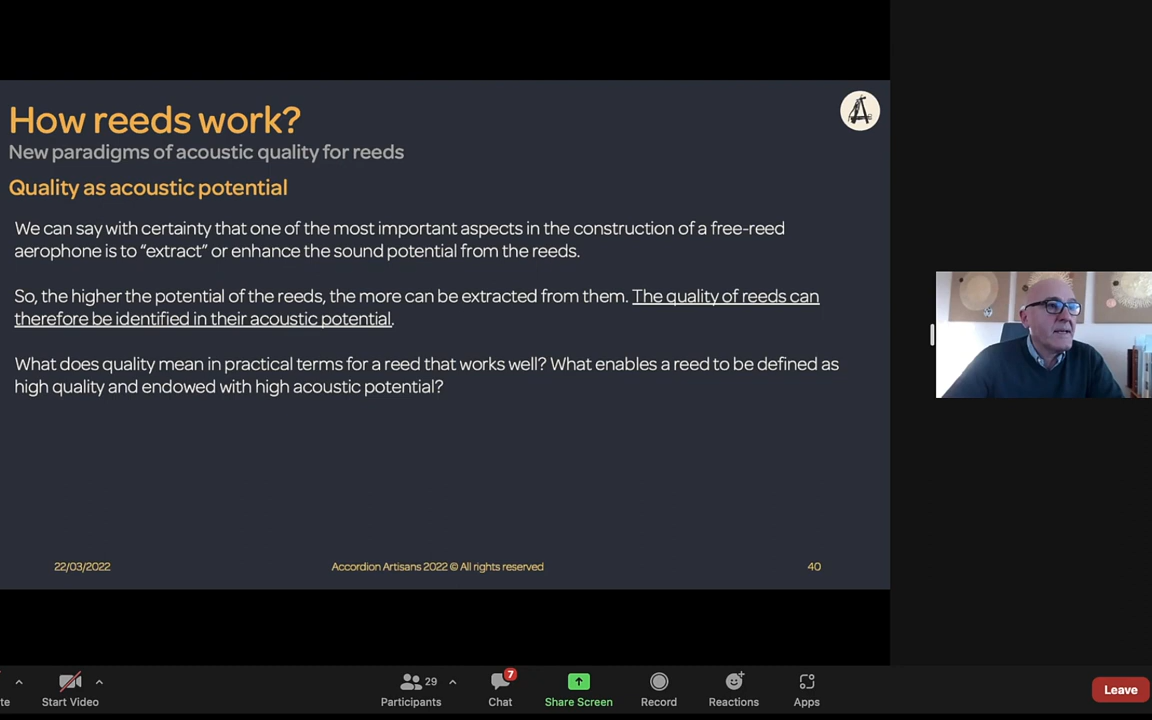 How reeds work?
New paradigms of acoustic quality for reeds
Quality as acoustic potential
We can say with certainty that one of the most important aspects in the construction of a free-reed
aerophone is to “extract” or enhance the sound potential from the reeds.
So, the higher the potential of the reeds, the more can be extracted from them. The quality of reeds can
therefore be identified in their acoustic potential.
What does quality mean in practical terms for a reed that works well? What enables a reed to be defined as
high quality and endowed with high acoustic potential?
22/03/2022
Accordion Artisans 2022 © All rights reserved
40
29
7
te
Start Video
Participants
Chat
Share Screen
Record
Reactions
Apps
Leave